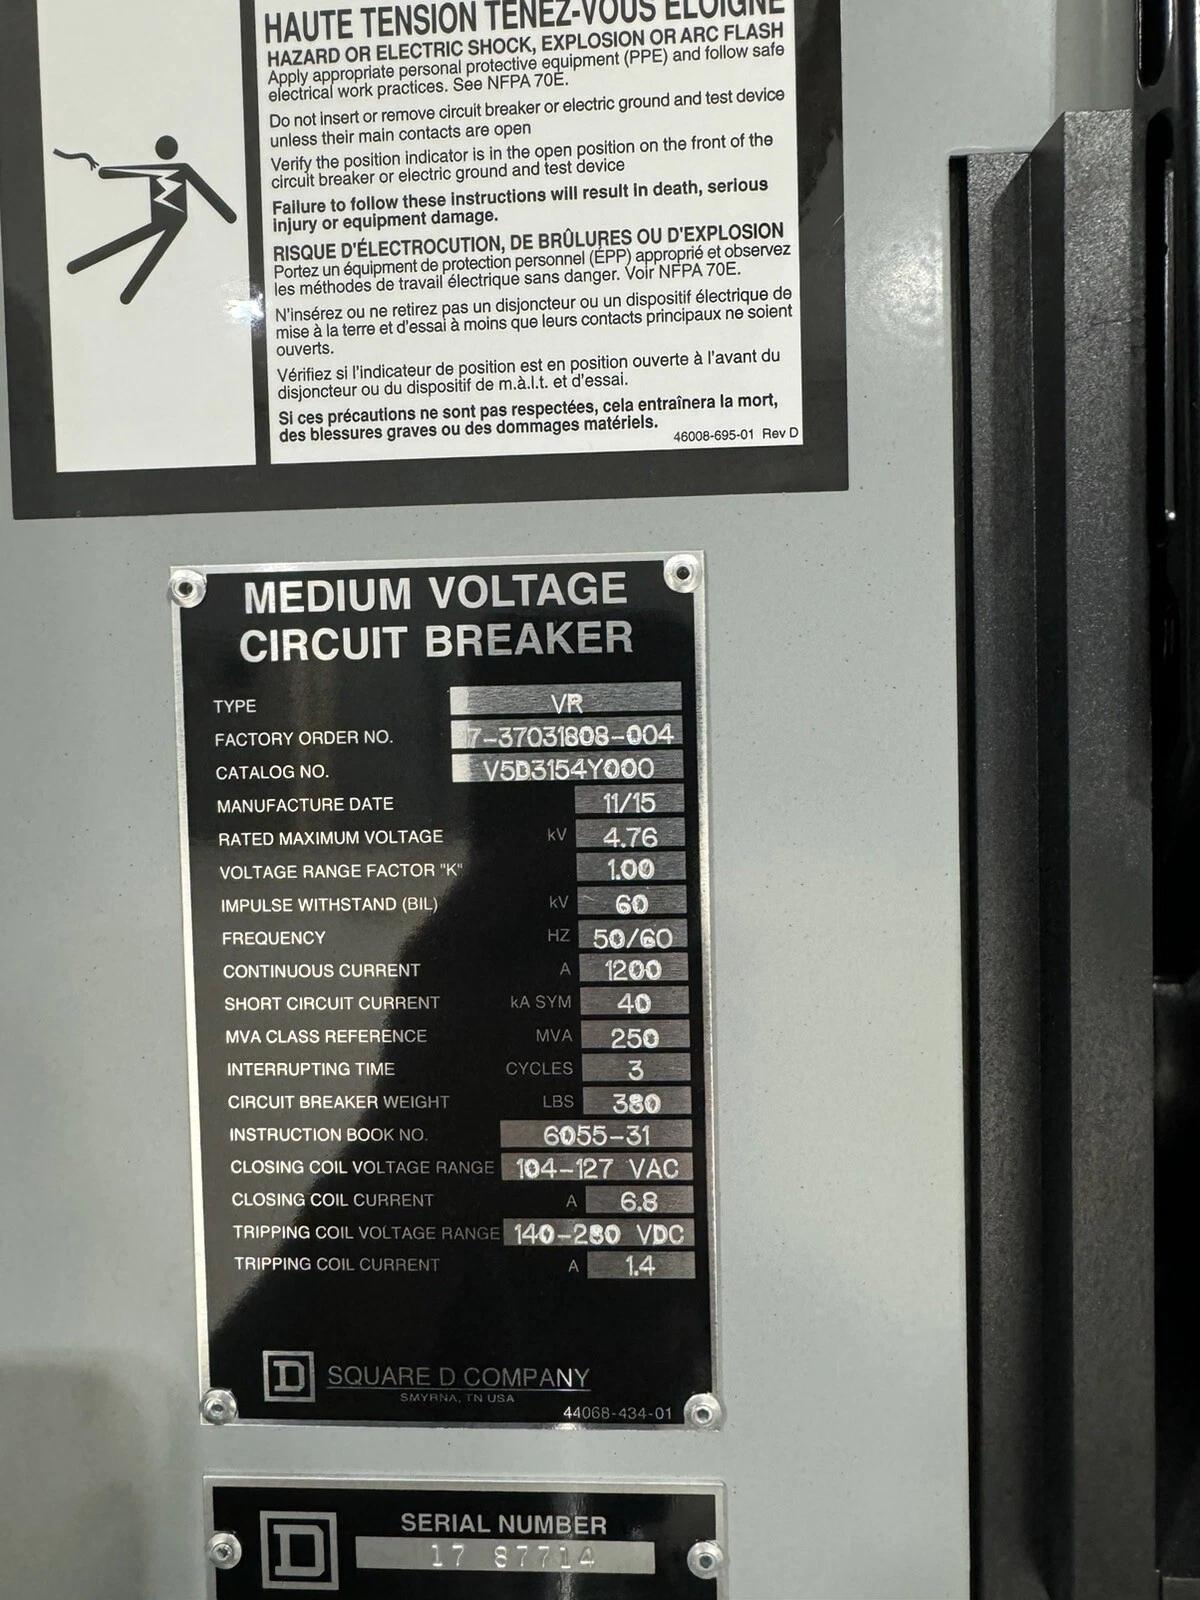 HAUTE TENSION TENEZ-VOUS ÉLOIGNÉ
HAZARD OR ELECTRIC SHOCK, EXPLOSION OR ARC FLASH
Apply appropriate personal protective equipment (PPE) and follow safe
electrical work practices. See NFPA 70E.
Do not insert or remove circuit breaker or electric ground and test device
unless their main contacts are open
Verify the position indicator is in the open position on the front of the
circuit breaker or electric ground and test device
Failure to follow these instructions will result in death, serious
injury or equipment damage.
RISQUE D'ÉLECTROCUTION, DE BRÛLURES OU D'EXPLOSION
Portez un équipment de protection personnel (ÉPP) approprié et observez
les méthodes de travail électrique sans danger. Voir NFPA 70E.
N'insérez ou ne retirez pas un disjoncteur ou un dispositif électrique de
mise à la terre et d'essai à moins que leurs contacts principaux ne soient
ouverts.
Vérifiez si l'indicateur de position est en position ouverte à l'avant du
disjoncteur ou du dispositif de m.à.l.t. et d'essai.
Si ces précautions ne sont pas respectées, cela entraînera la mort,
des blessures graves ou des dommages matériels.
46008-695-01 Rev D
MEDIUM VOLTAGE
CIRCUIT BREAKER
TYPE VR
FACTORY ORDER NO. 7-37031808-004
CATALOG NO. V5D3154Y000
MANUFACTURE DATE 11/15
RATED MAXIMUM VOLTAGE kV 4.76
VOLTAGE RANGE FACTOR "K" 1.00
IMPULSE WITHSTAND (BIL) kV 60
FREQUENCY HZ 50/60
CONTINUOUS CURRENT A 1200
SHORT CIRCUIT CURRENT kA SYM 40
MVA CLASS REFERENCE MVA 250
INTERRUPTING TIME CYCLES 3
CIRCUIT BREAKER WEIGHT LBS 380
INSTRUCTION BOOK NO. 6055-31
CLOSING COIL VOLTAGE RANGE 104-127 VAC
CLOSING COIL CURRENT A 6.8
TRIPPING COIL VOLTAGE RANGE 140-280 VDC
TRIPPING COIL CURRENT A 1.4
D SQUARE D COMPANY
SMYRNA, TN USA
44068-434-01
D SERIAL NUMBER
17 87714